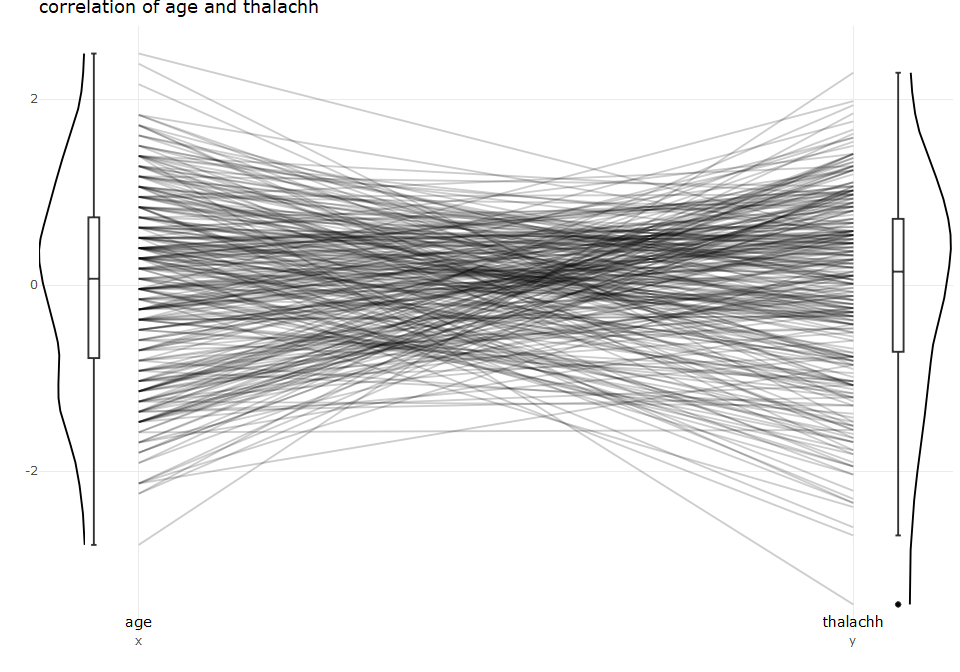 correlation of age and thalachh
2
0
-2
age
thalachh
x
y